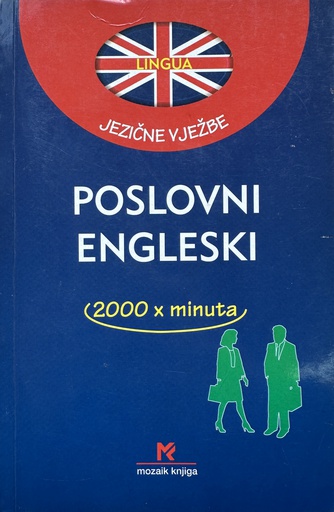 LINGUA
JEZIČNE VJEŽBE
POSLOVNI
ENGLESKI
2000 x minuta
mozaik knjiga